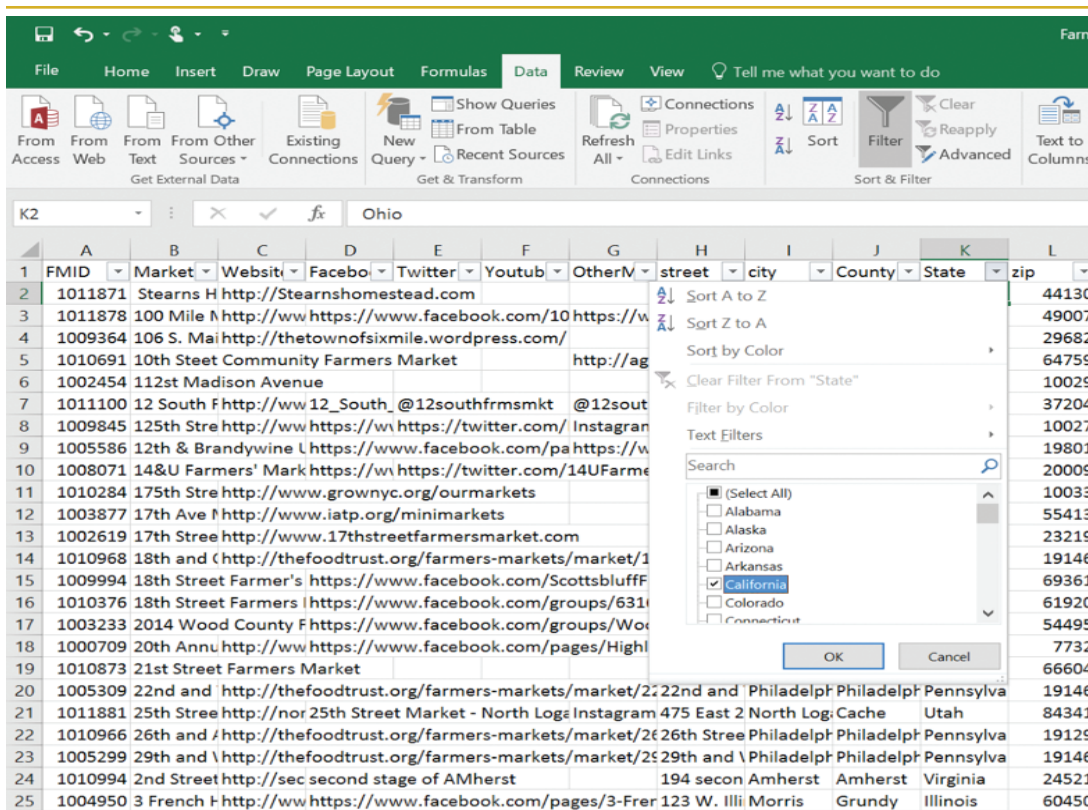 Farn
File Home Insert Draw Page Layout Formulas Data Review View Tell me what you want to do
From Access
From Web
From Text
From Other Sources
Existing Connections
Get External Data
New Query
Show Queries
From Table
Recent Sources
Get & Transform
Refresh All
Connections
Properties
Edit Links
Connections
Sort
Filter
Clear
Reapply
Advanced
Sort & Filter
Text to Columns
K2 fx Ohio
A B C D E F G H I J K L
1 FMID Market Websit Facebo Twitter Youtub OtherM street city County State zip
2 1011871 Stearns H http://Stearnshomestead.com 44130
3 1011878 100 Mile M http://ww https://www.facebook.com/10 https://w 49007
4 1009364 106 S. Mai http://thetownofsixmile.wordpress.com/ 29682
5 1010691 10th Steet Community Farmers Market http://ag 64759
6 1002454 112st Madison Avenue 10029
7 1011100 12 South F http://ww 12_South_ @12southfrmsmkt @12sout 37204
8 1009845 125th Stre http://ww https://w https://twitter.com/ Instagran 10027
9 1005586 12th & Brandywine U https://www.facebook.com/pa https://w 19801
10 1008071 14&U Farmers' Mark https://w https://twitter.com/14UFarme 20009
11 1010284 175th Stre http://www.grownyc.org/ourmarkets 10033
12 1003877 17th Ave M http://www.iatp.org/minimarkets 55413
13 1002619 17th Stree http://www.17thstreetfarmersmarket.com 23219
14 1010968 18th and C http://thefoodtrust.org/farmers-markets/market/1 19146
15 1009994 18th Street Farmer's https://www.facebook.com/ScottsbluffF 69361
16 1010376 18th Street Farmers https://www.facebook.com/groups/631 61920
17 1003233 2014 Wood County F https://www.facebook.com/groups/Woo 54495
18 1000709 20th Annu http://ww https://www.facebook.com/pages/Highl 7732
19 1010873 21st Street Farmers Market 66604
20 1005309 22nd and http://thefoodtrust.org/farmers-markets/market/22 22nd and Philadelph Philadelph Pennsylva 19146
21 1011881 25th Stree http://nor 25th Street Market - North Loga Instagram 475 East 2 North Log Cache Utah 84341
22 1010966 26th and A http://thefoodtrust.org/farmers-markets/market/26 26th Stree Philadelph Philadelph Pennsylva 19129
23 1005299 29th and W http://thefoodtrust.org/farmers-markets/market/29 29th and Philadelph Philadelph Pennsylva 19146
24 1010994 2nd Street http://sec second stage of AMherst 194 secon Amherst Amherst Virginia 24521
25 1004950 3 French H http://ww https://www.facebook.com/pages/3-Fren 123 W. Illi Morris Grundy Illinois 60450
Sort A to Z
Sort Z to A
Sort by Color
Clear Filter From "State"
Filter by Color
Text Filters
Search
(Select All)
Alabama
Alaska
Arizona
Arkansas
California
Colorado
Connecticut
OK Cancel